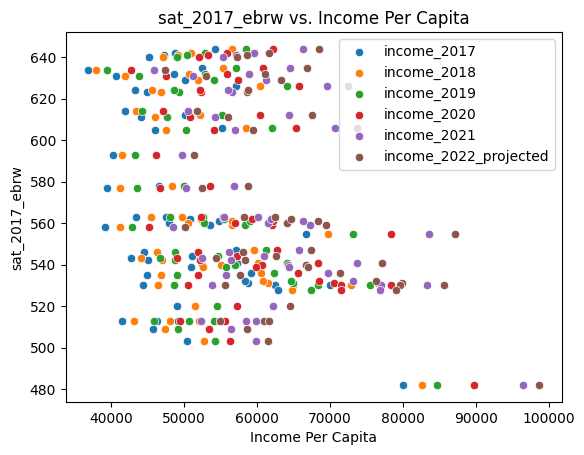 sat_2017_ebrw vs. Income Per Capita
income_2017
income_2018
income_2019
income_2020
income_2021
income_2022_projected
sat_2017_ebrw
640
620
600
580
560
540
520
500
480
40000 50000 60000 70000 80000 90000 100000
Income Per Capita